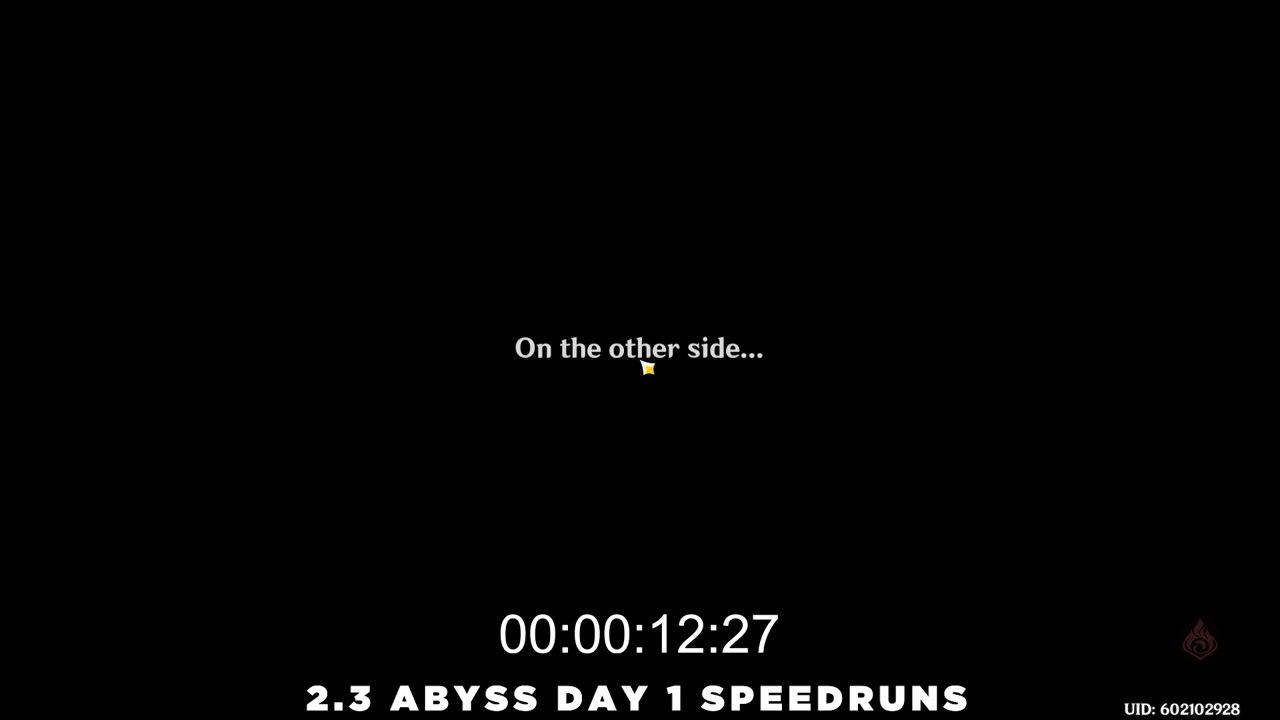 On the other side...
00:00:12:27
2.3 ABYSS DAY 1 SPEEDRUNS
UID: 602102928